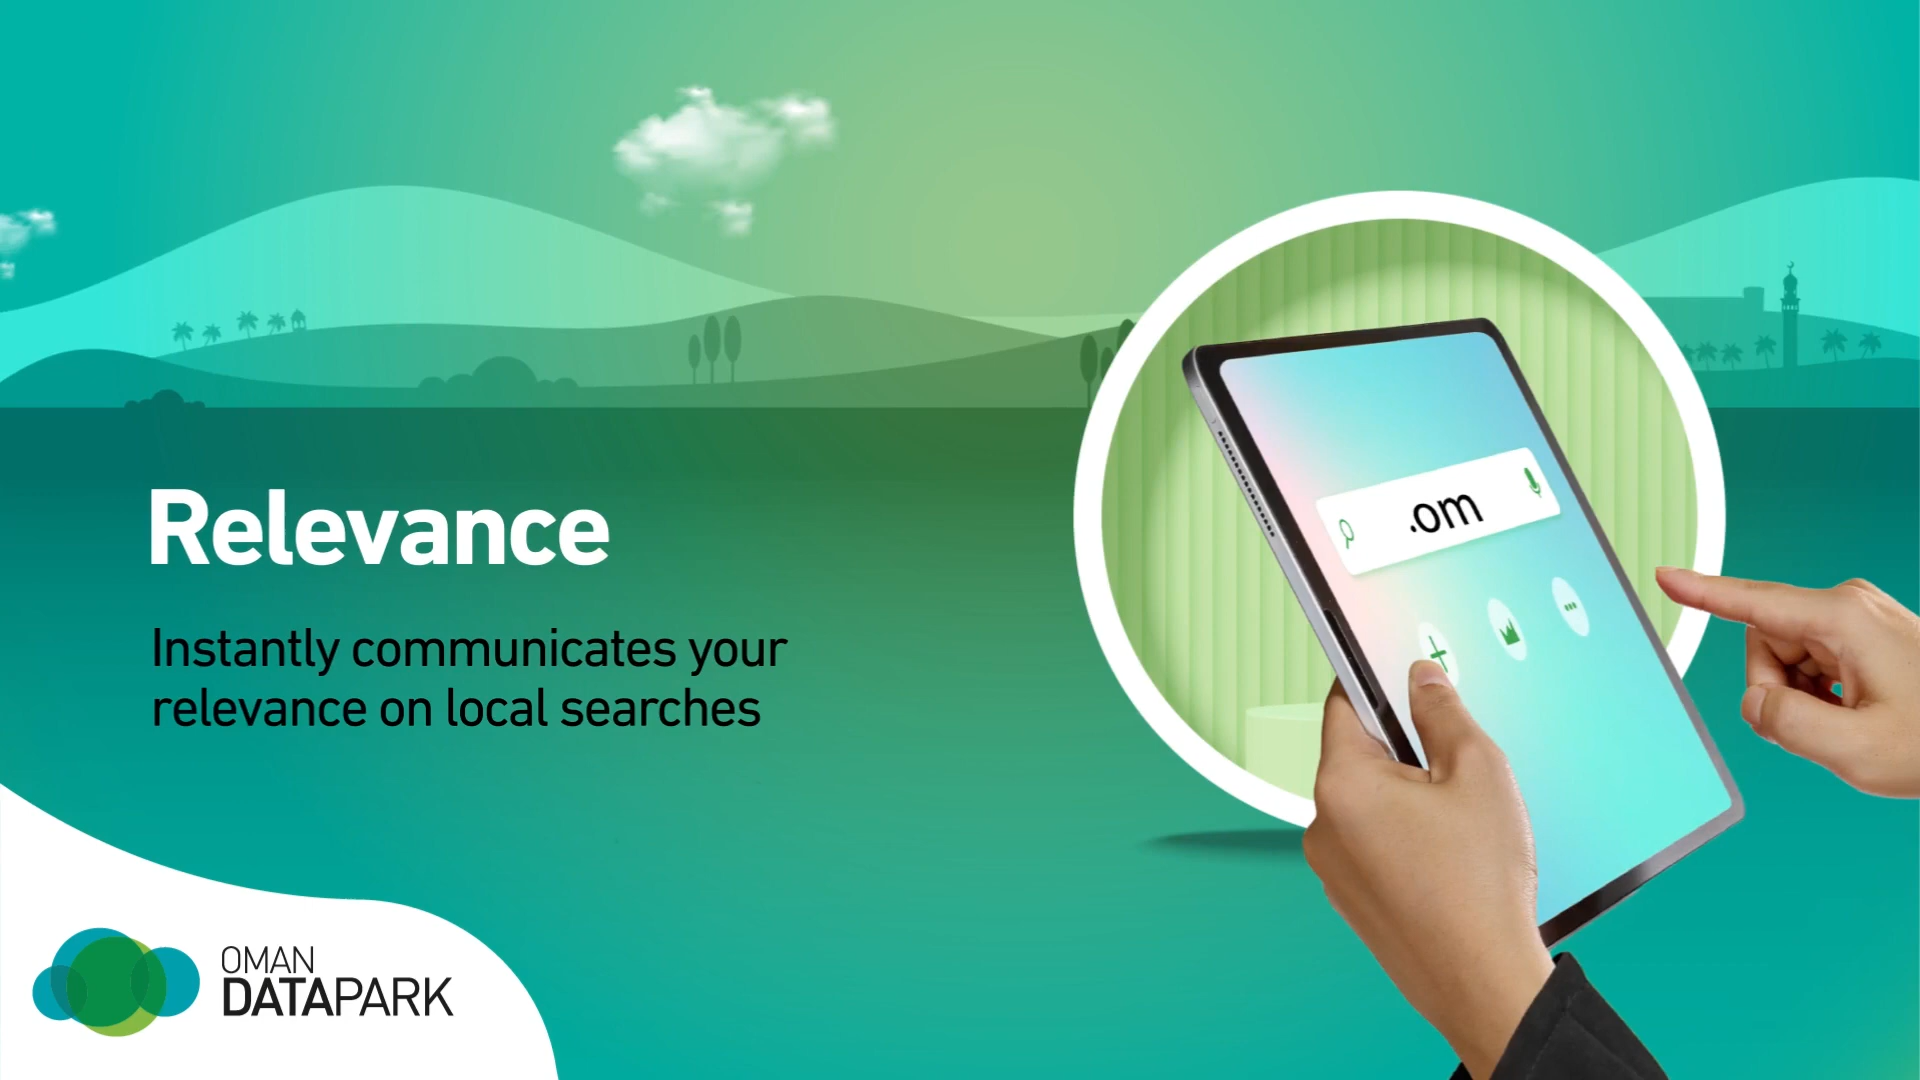 Relevance
Instantly communicates your
relevance on local searches
.om
OMAN
DATAPARK